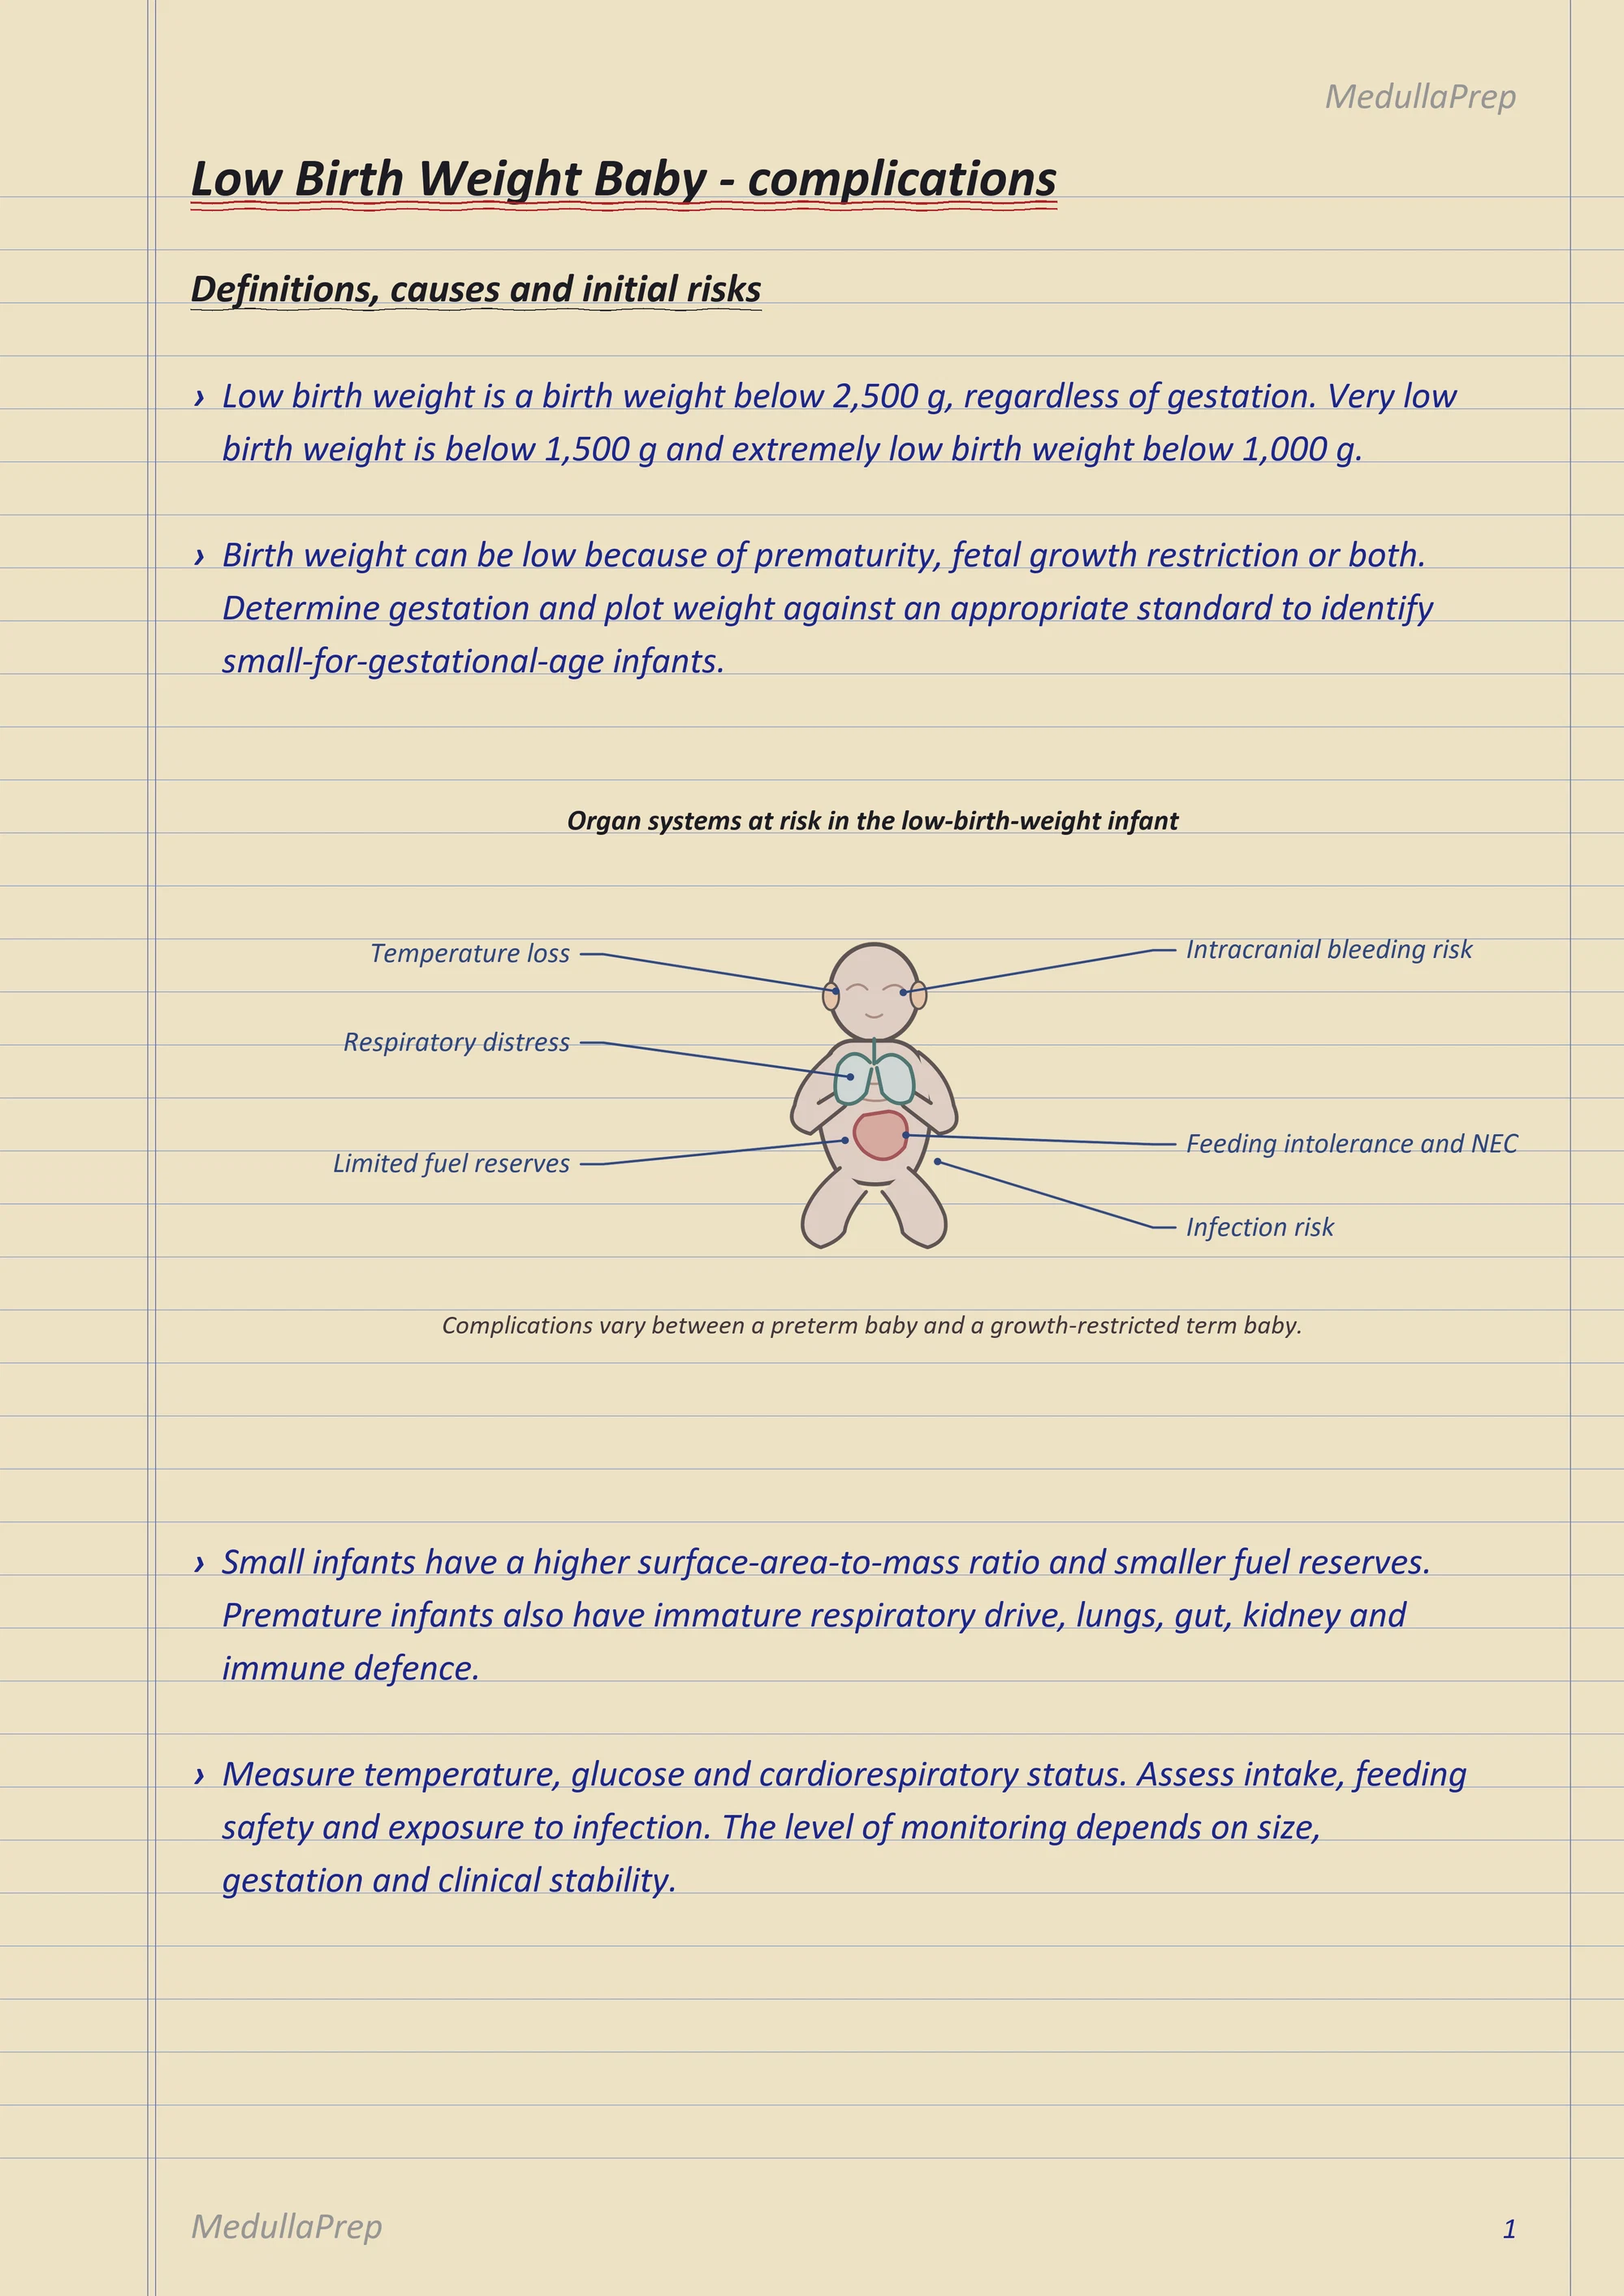 MedullaPrep
Low Birth Weight Baby - complications
Definitions, causes and initial risks
› Low birth weight is a birth weight below 2,500 g, regardless of gestation. Very low
birth weight is below 1,500 g and extremely low birth weight below 1,000 g.
› Birth weight can be low because of prematurity, fetal growth restriction or both.
Determine gestation and plot weight against an appropriate standard to identify
small-for-gestational-age infants.
Organ systems at risk in the low-birth-weight infant
Temperature loss
Intracranial bleeding risk
Respiratory distress
Feeding intolerance and NEC
Limited fuel reserves
Infection risk
Complications vary between a preterm baby and a growth-restricted term baby.
› Small infants have a higher surface-area-to-mass ratio and smaller fuel reserves.
Premature infants also have immature respiratory drive, lungs, gut, kidney and
immune defence.
› Measure temperature, glucose and cardiorespiratory status. Assess intake, feeding
safety and exposure to infection. The level of monitoring depends on size,
gestation and clinical stability.
MedullaPrep
1